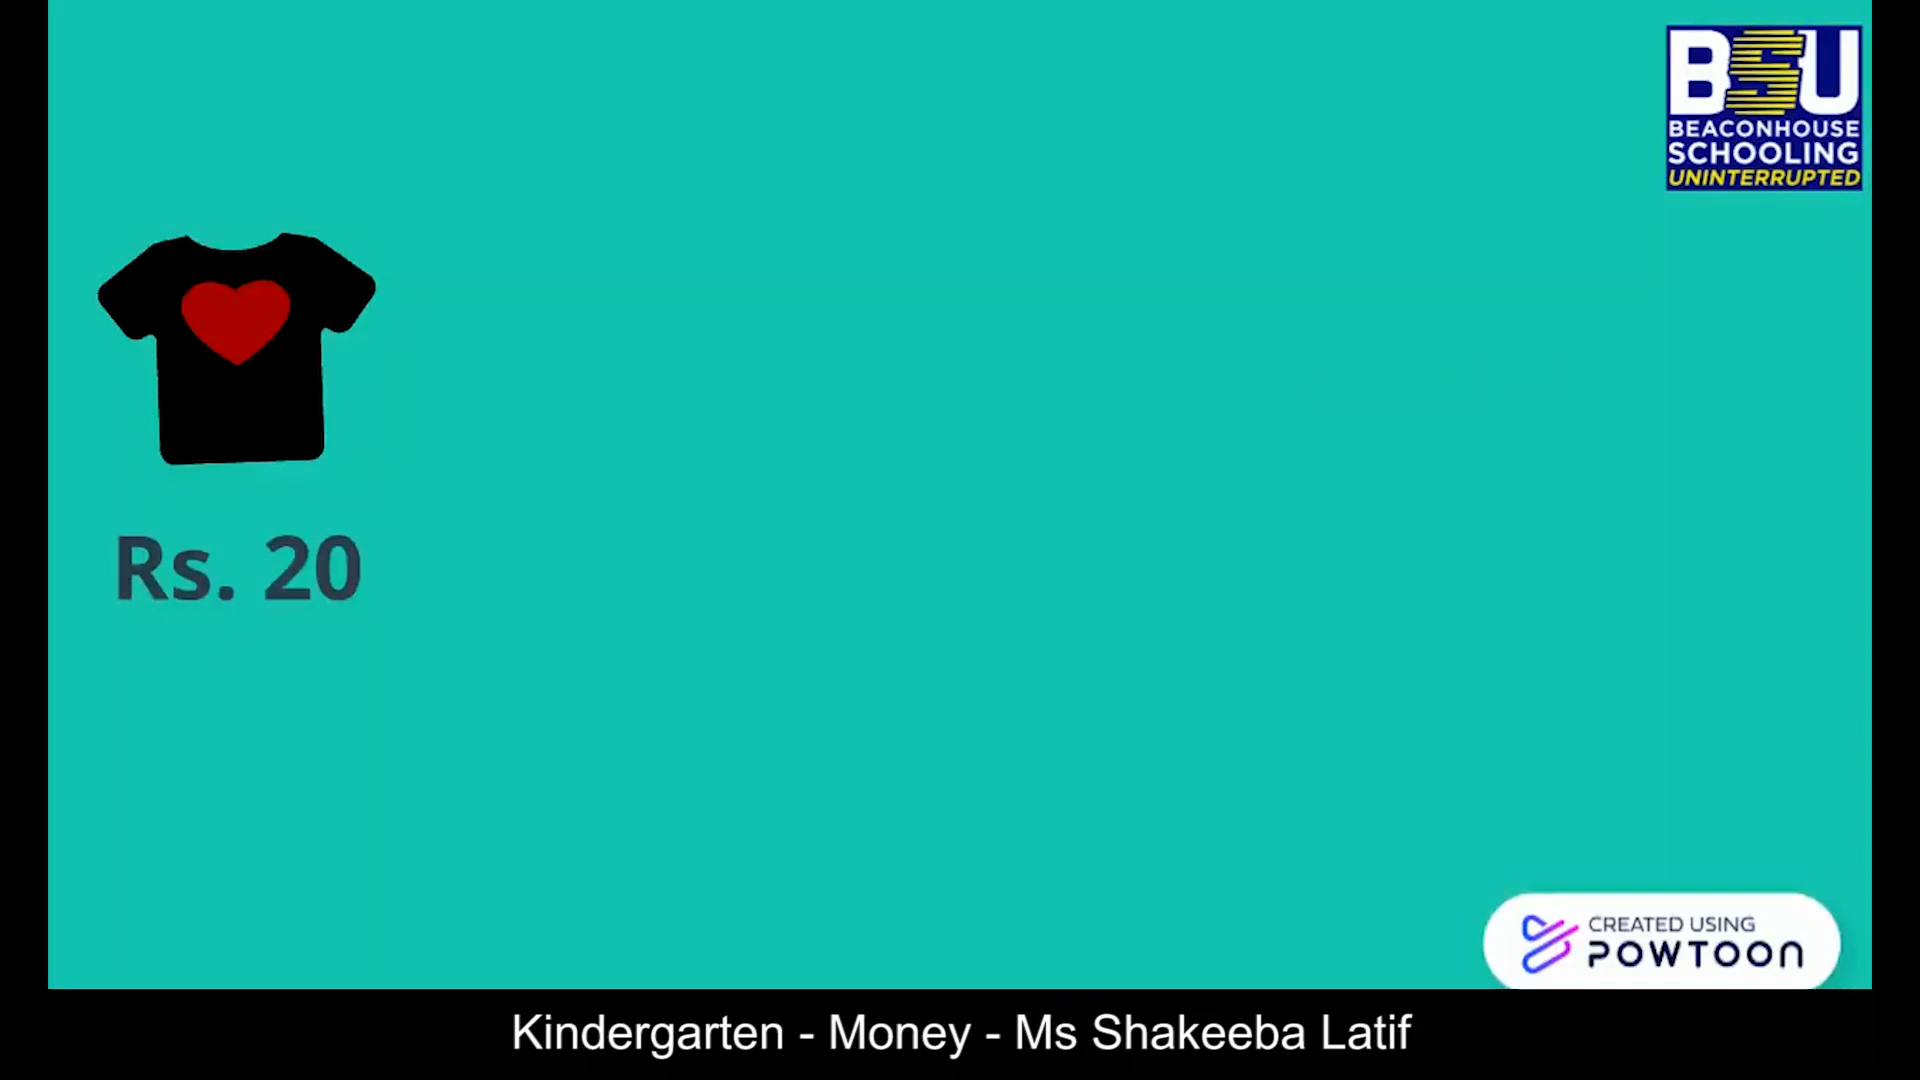 BSU
BEACONHOUSE
SCHOOLING
UNINTERRUPTED
Rs. 20
CREATED USING
POWTOON
Kindergarten - Money - Ms Shakeeba Latif